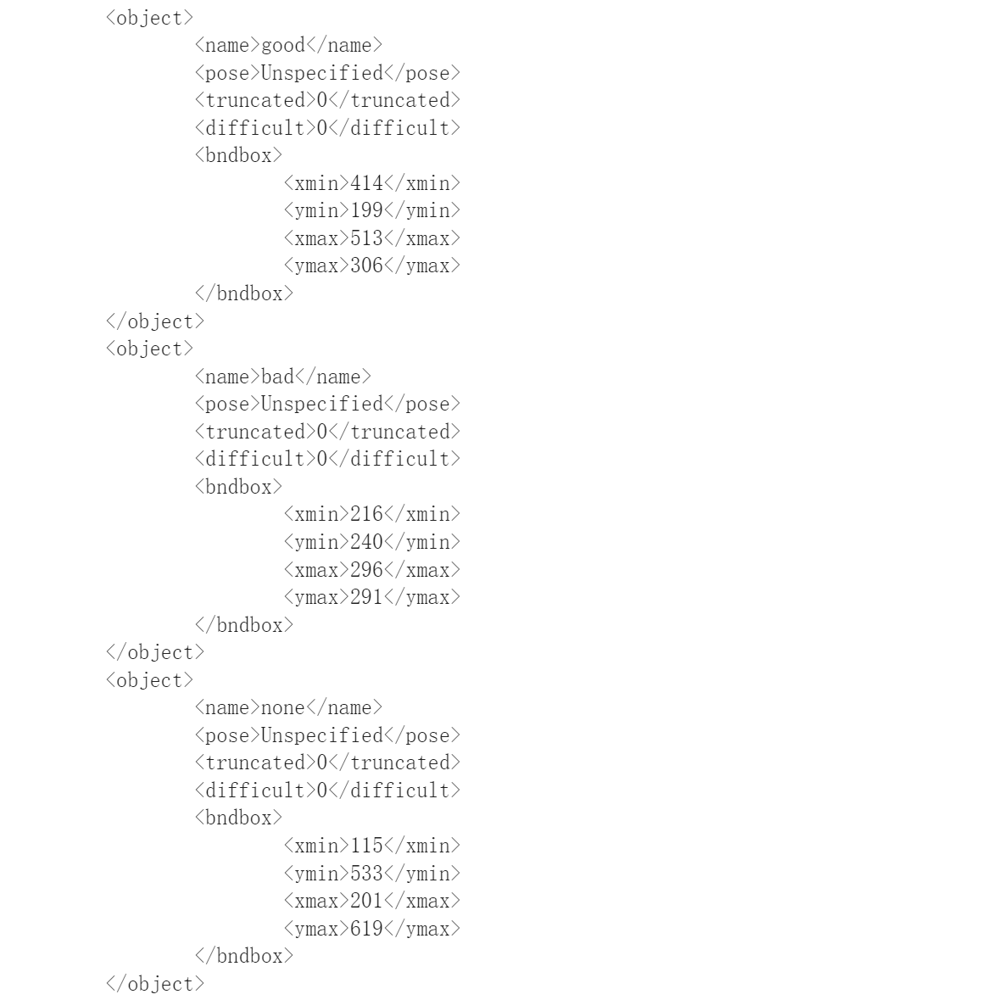 <object>
<name>good</name>
<pose>Unspecified</pose>
<truncated>0</truncated>
<difficult>0</difficult>
<bndbox>
<xmin>414</xmin>
<ymin>199</ymin>
<xmax>513</xmax>
<ymax>306</ymax>
</bndbox>
</object>
<object>
<name>bad</name>
<pose>Unspecified</pose>
<truncated>0</truncated>
<difficult>0</difficult>
<bndbox>
<xmin>216</xmin>
<ymin>240</ymin>
<xmax>296</xmax>
<ymax>291</ymax>
</bndbox>
</object>
<object>
<name>none</name>
<pose>Unspecified</pose>
<truncated>0</truncated>
<difficult>0</difficult>
<bndbox>
<xmin>115</xmin>
<ymin>533</ymin>
<xmax>201</xmax>
<ymax>619</ymax>
</bndbox>
</object>